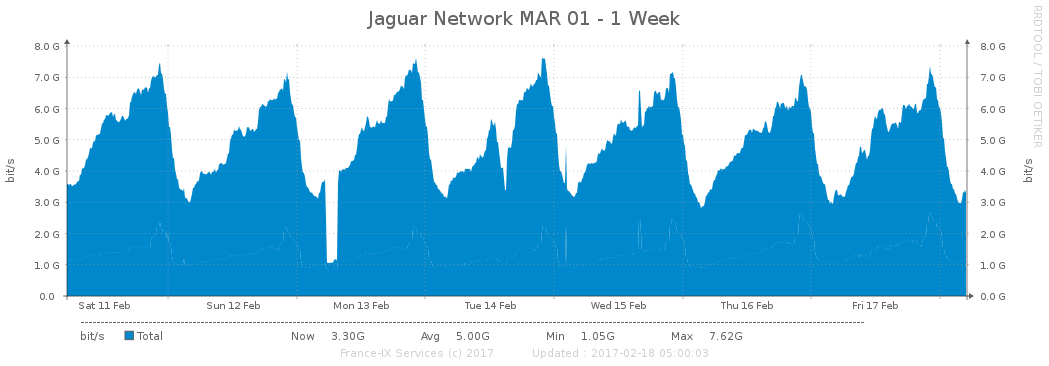 Jaguar Network MAR 01 - 1 Week
RRDTOOL / TOBI OETIKER
bit/s
8.0 G 8.0 G
7.0 G 7.0 G
6.0 G 6.0 G
5.0 G 5.0 G
4.0 G 4.0 G
3.0 G 3.0 G
2.0 G 2.0 G
1.0 G 1.0 G
0.0 0.0 G
bit/s
Sat 11 Feb Sun 12 Feb Mon 13 Feb Tue 14 Feb Wed 15 Feb Thu 16 Feb Fri 17 Feb
bit/s Total Now 3.30G Avg 5.00G Min 1.05G Max 7.62G
France-IX Services (c) 2017 Updated : 2017-02-18 05:00:03